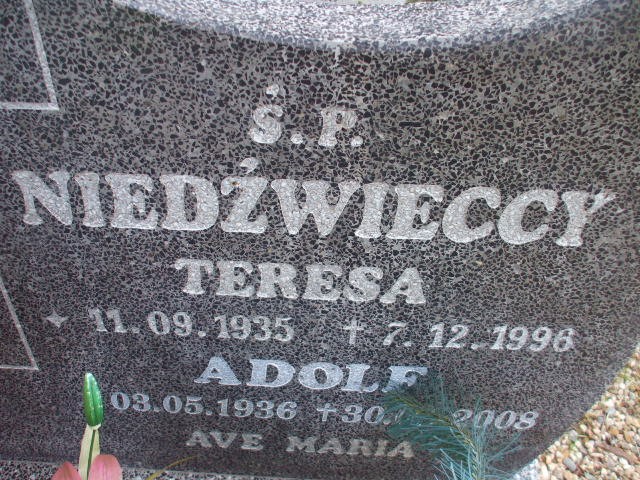 Ś.P.
NIEDŹWIECCY
TERESA
11.09.1935 † 7.12.1996
ADOLF
03.05.1936 † 30. 2008
AVE MARIA